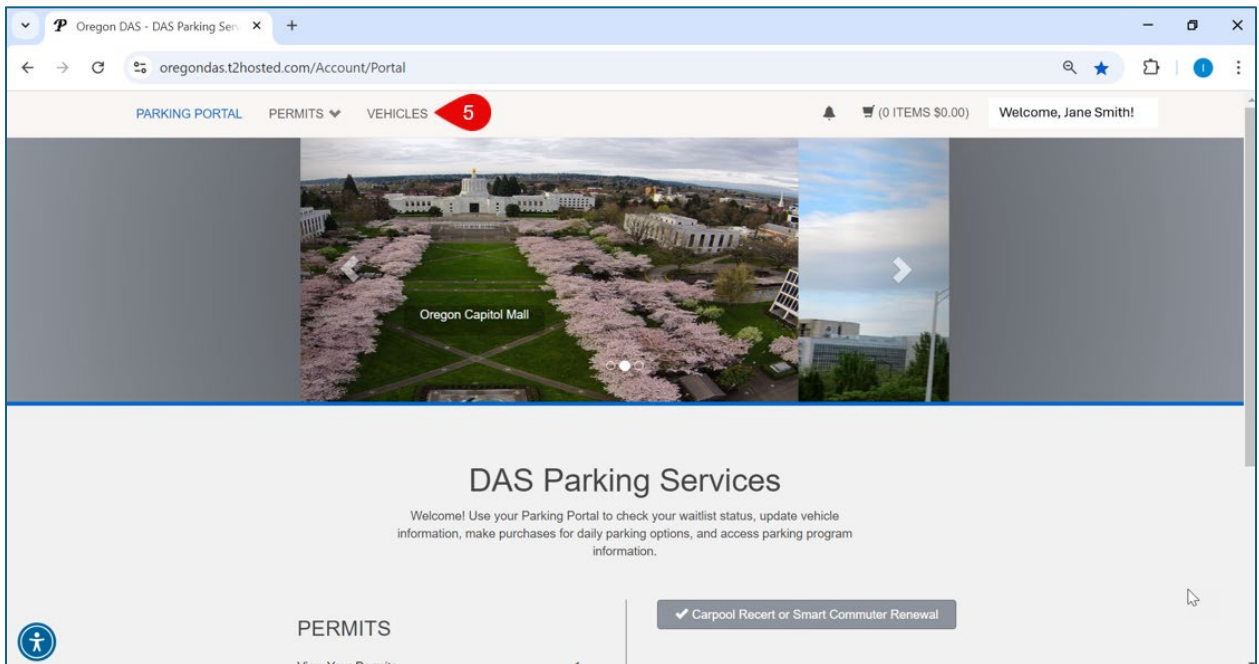 Oregon DAS - DAS Parking Serv
oregondas.t2hosted.com/Account/Portal
PARKING PORTAL PERMITS VEHICLES 5 (0 ITEMS $0.00) Welcome, Jane Smith!
Oregon Capitol Mall
DAS Parking Services
Welcome! Use your Parking Portal to check your waitlist status, update vehicle
information, make purchases for daily parking options, and access parking program
information.
Carpool Recert or Smart Commuter Renewal
PERMITS
View Your Permits